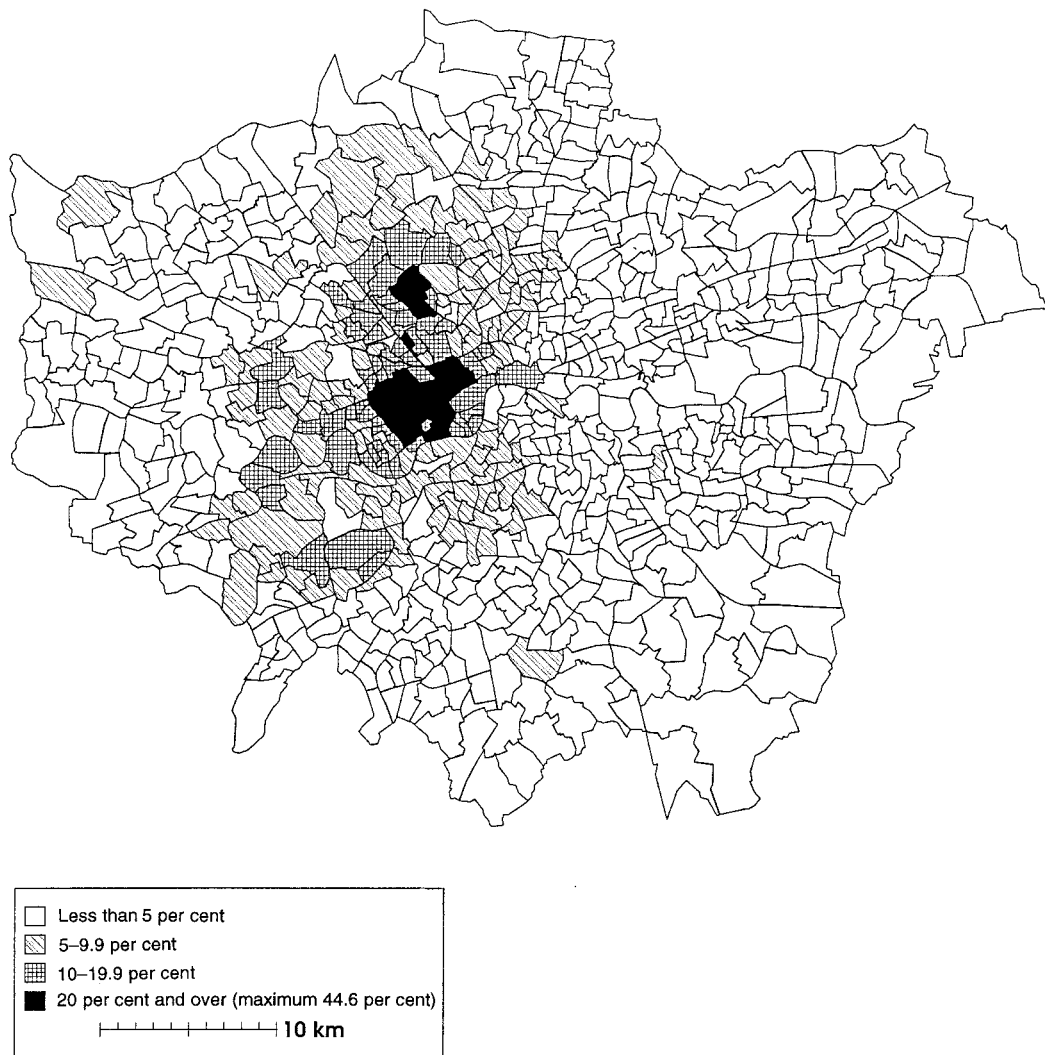 Less than 5 per cent
5–9.9 per cent
10–19.9 per cent
20 per cent and over (maximum 44.6 per cent)
10 km